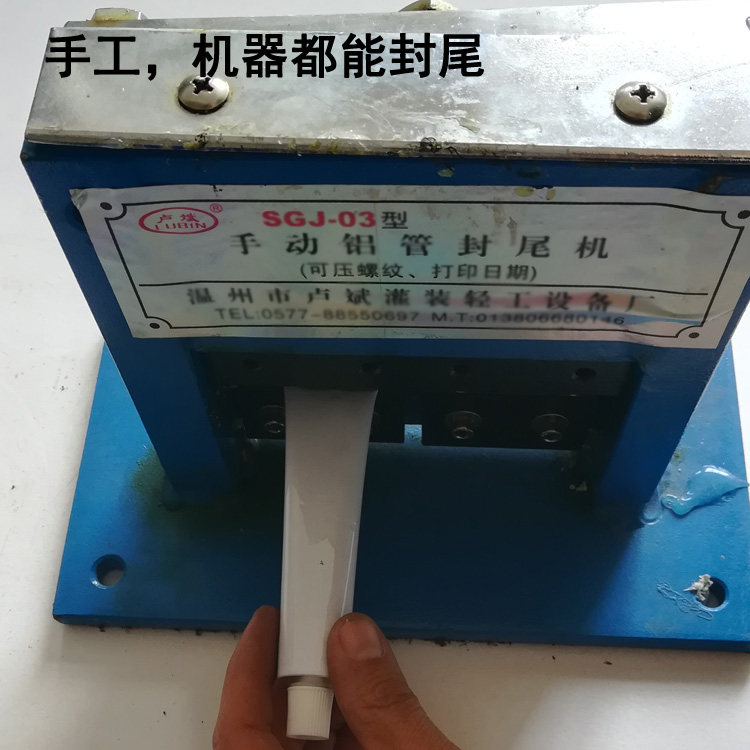 手工，机器都能封尾
卢斌 ®
LUBIN
SGJ-03型
手动铝管封尾机
(可压螺纹、打印日期)
温州市卢斌灌装轻工设备厂
TEL:0577-88550697 M.T:013806680146